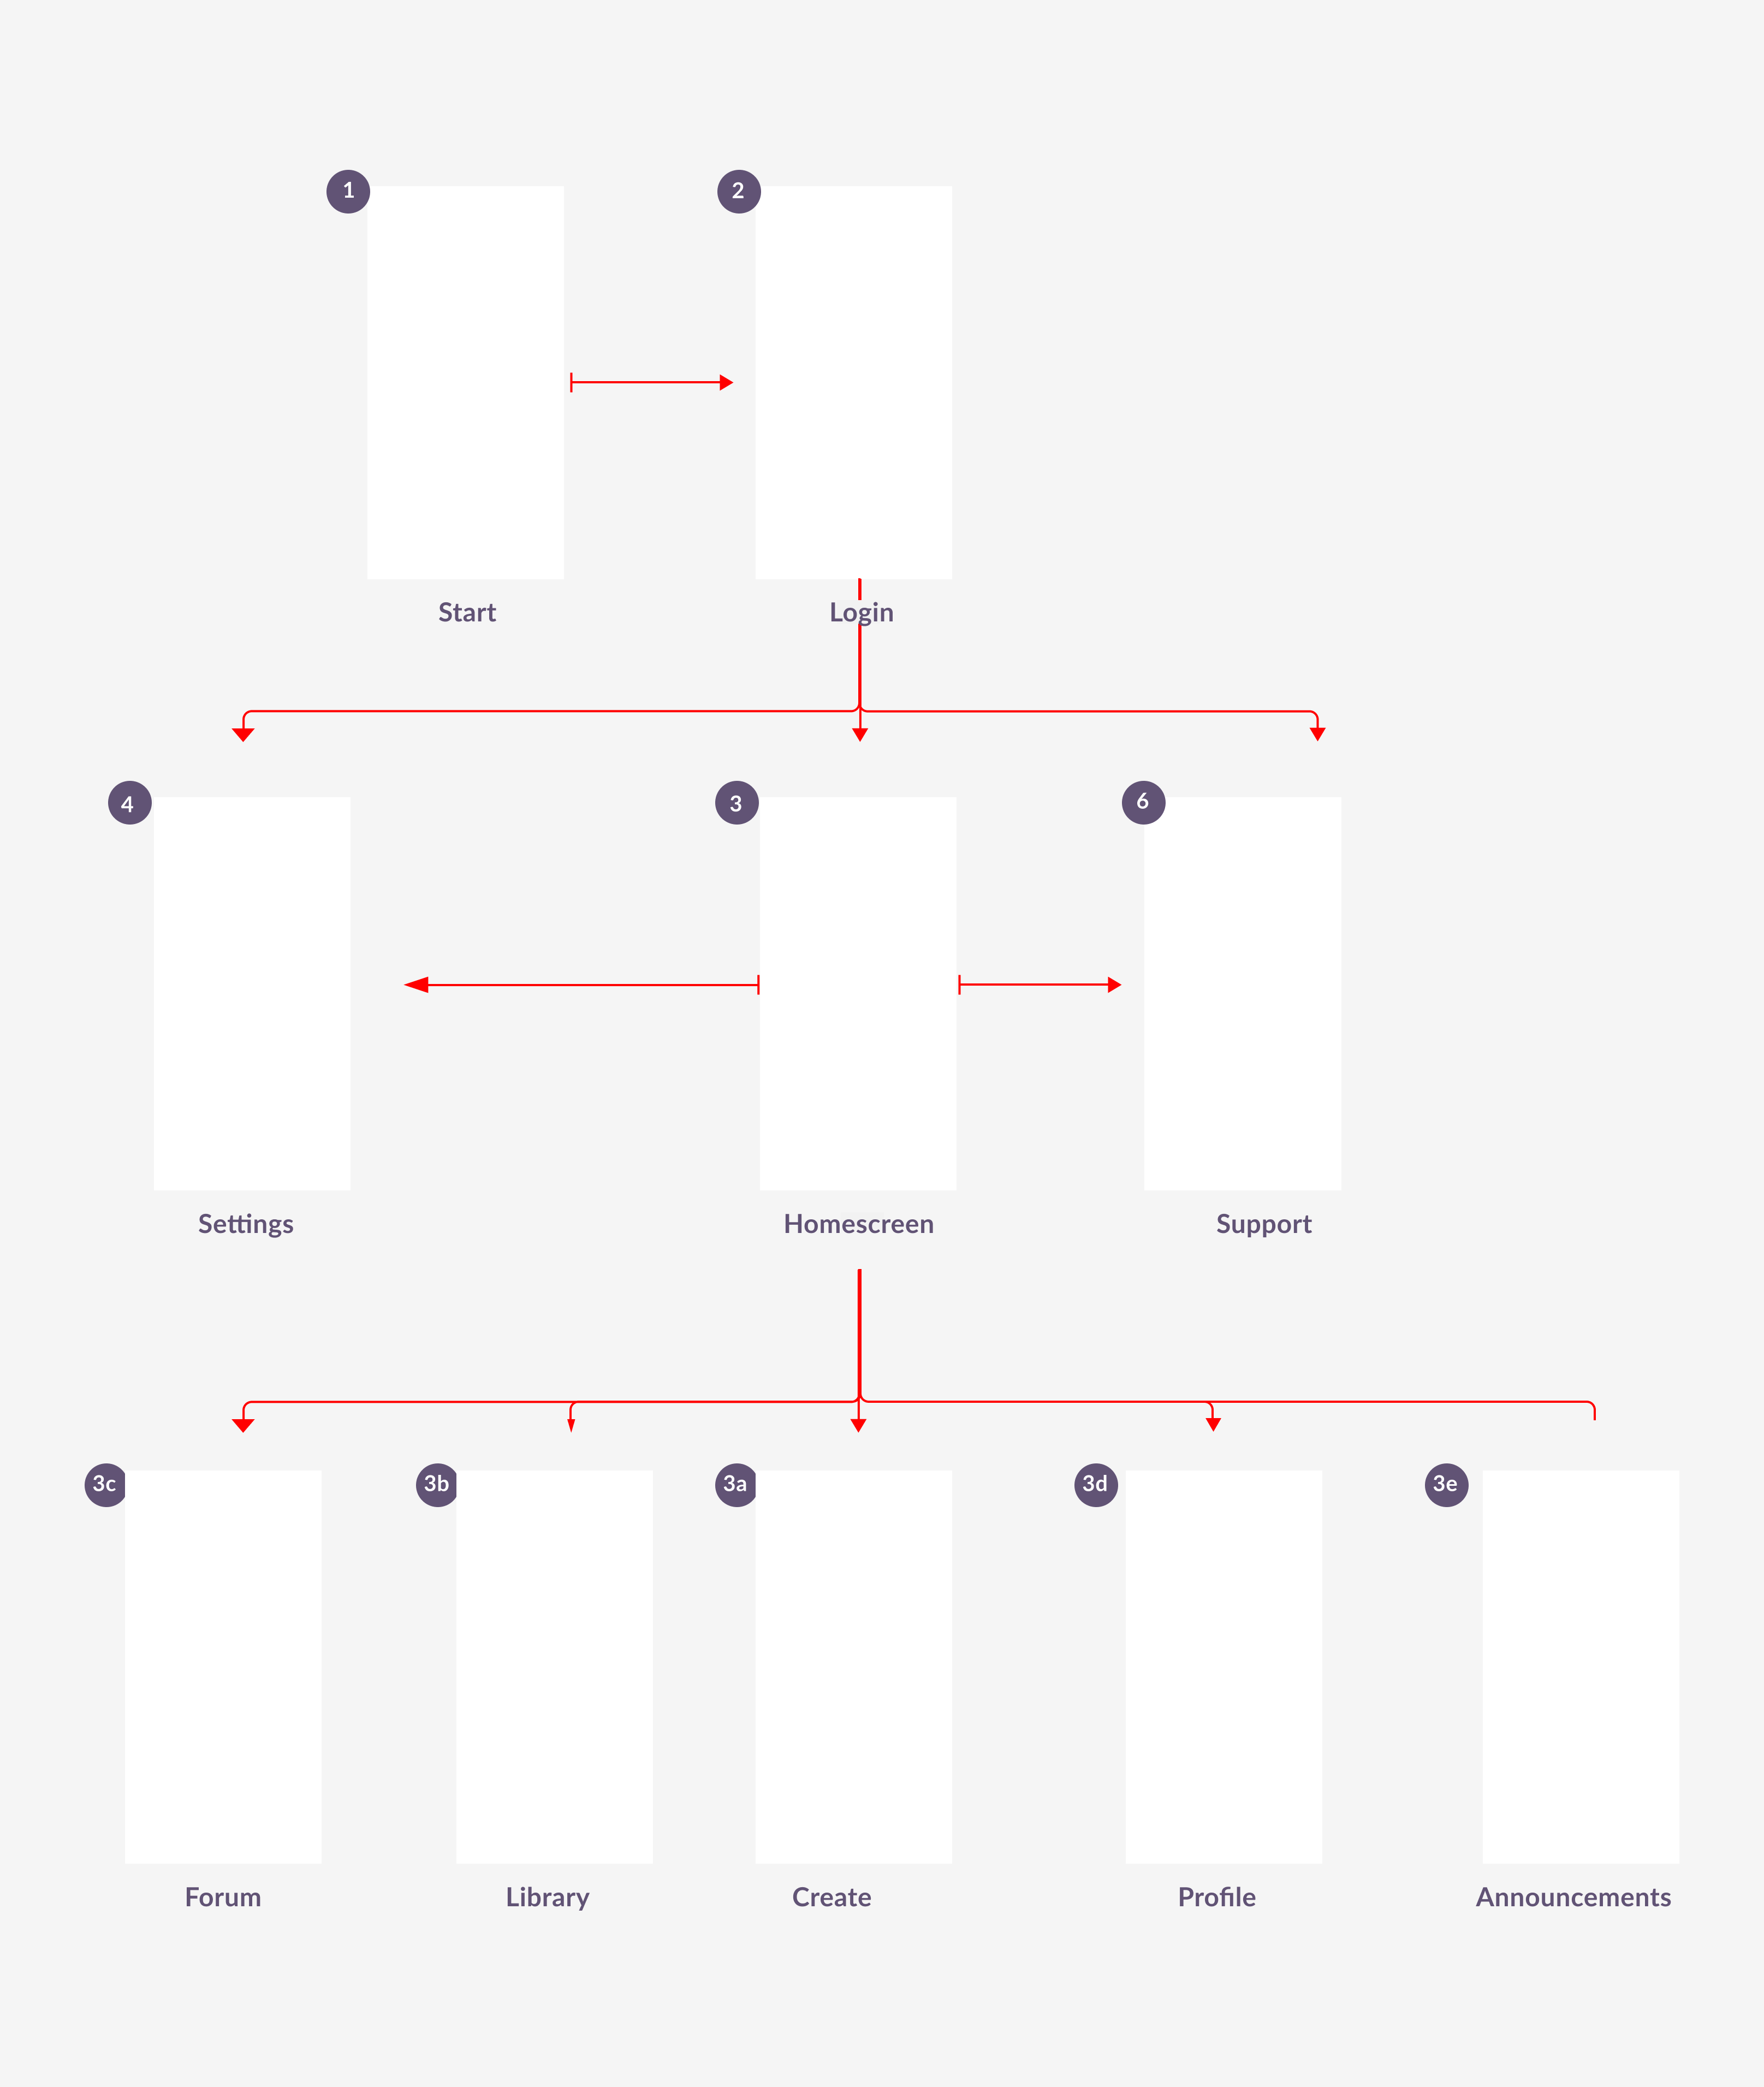 1
2
Start
Login
4
3
6
Settings
Homescreen
Support
3c
3b
3a
3d
3e
Forum
Library
Create
Profile
Announcements